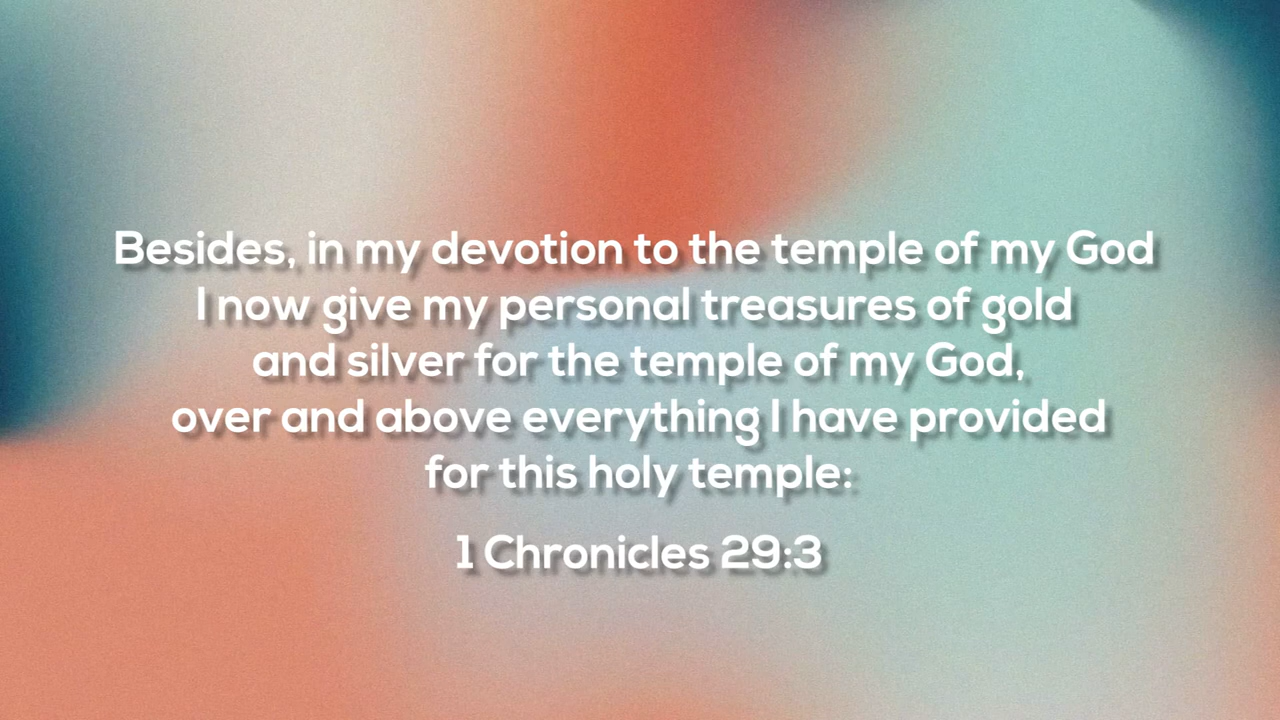 Besides, in my devotion to the temple of my God
I now give my personal treasures of gold
and silver for the temple of my God,
over and above everything I have provided
for this holy temple:
1 Chronicles 29:3